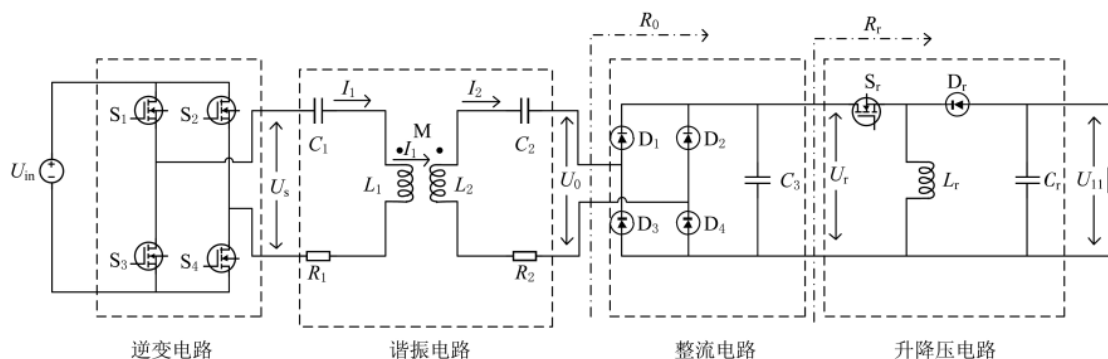 R₀
Rᵣ
S₁
S₂
I₁
I₂
Sᵣ
Dᵣ
C₁
M
C₂
D₁
D₂
I₁
Uᵢₙ
Uₛ
L₁
L₂
U₀
C₃
Uᵣ
Lᵣ
Cᵣ
U₁₁
S₃
S₄
D₃
D₄
R₁
R₂
逆变电路
谐振电路
整流电路
升降压电路